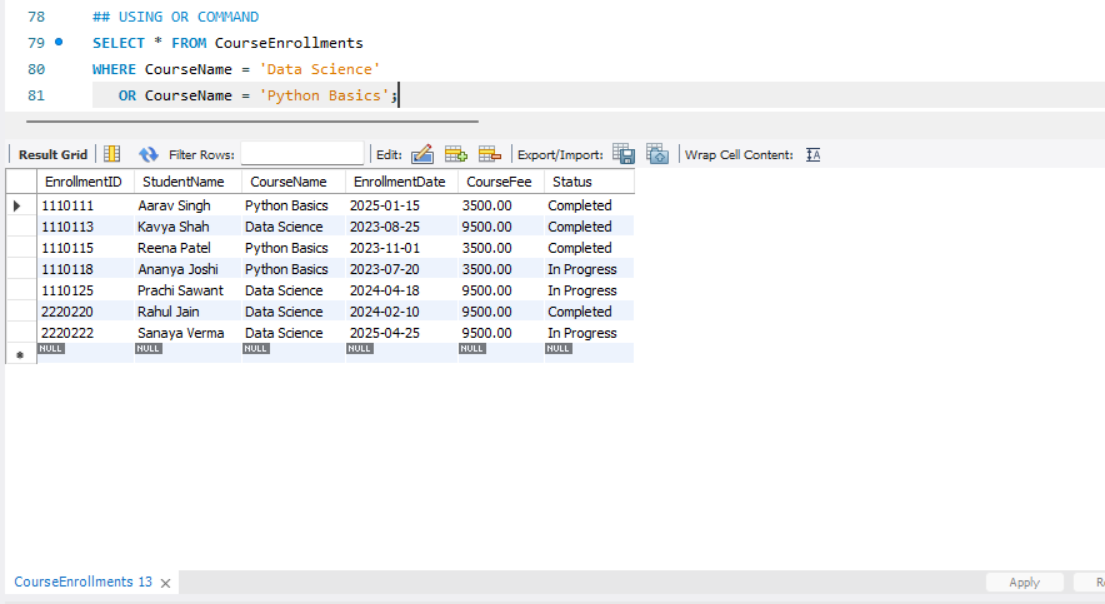 78 ## USING OR COMMAND
79 SELECT * FROM CourseEnrollments
80 WHERE CourseName = 'Data Science'
81 OR CourseName = 'Python Basics';
Result Grid Filter Rows: Edit: Export/Import: Wrap Cell Content:
EnrollmentID StudentName CourseName EnrollmentDate CourseFee Status
1110111 Aarav Singh Python Basics 2025-01-15 3500.00 Completed
1110113 Kavya Shah Data Science 2023-08-25 9500.00 Completed
1110115 Reena Patel Python Basics 2023-11-01 3500.00 Completed
1110118 Ananya Joshi Python Basics 2023-07-20 3500.00 In Progress
1110125 Prachi Sawant Data Science 2024-04-18 9500.00 In Progress
2220220 Rahul Jain Data Science 2024-02-10 9500.00 Completed
2220222 Sanaya Verma Data Science 2025-04-25 9500.00 In Progress
NULL NULL NULL NULL NULL NULL
CourseEnrollments 13 Apply